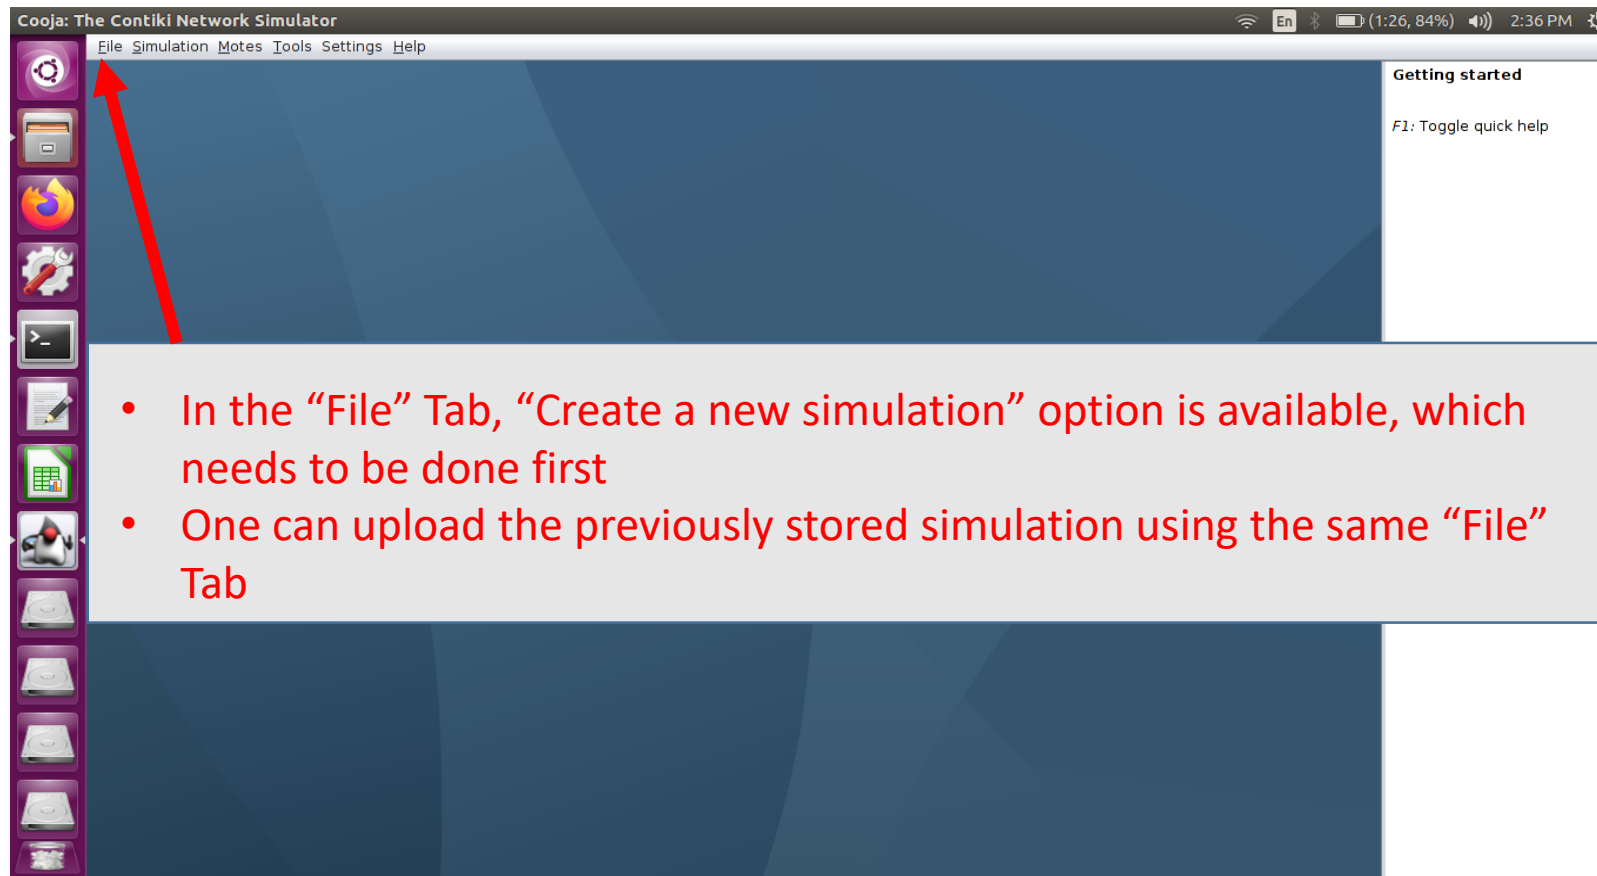 Cooja: The Contiki Network Simulator
En
(1:26, 84%)
2:36 PM
File Simulation Motes Tools Settings Help
Getting started
F1: Toggle quick help
• In the “File” Tab, “Create a new simulation” option is available, which
needs to be done first
• One can upload the previously stored simulation using the same “File”
Tab